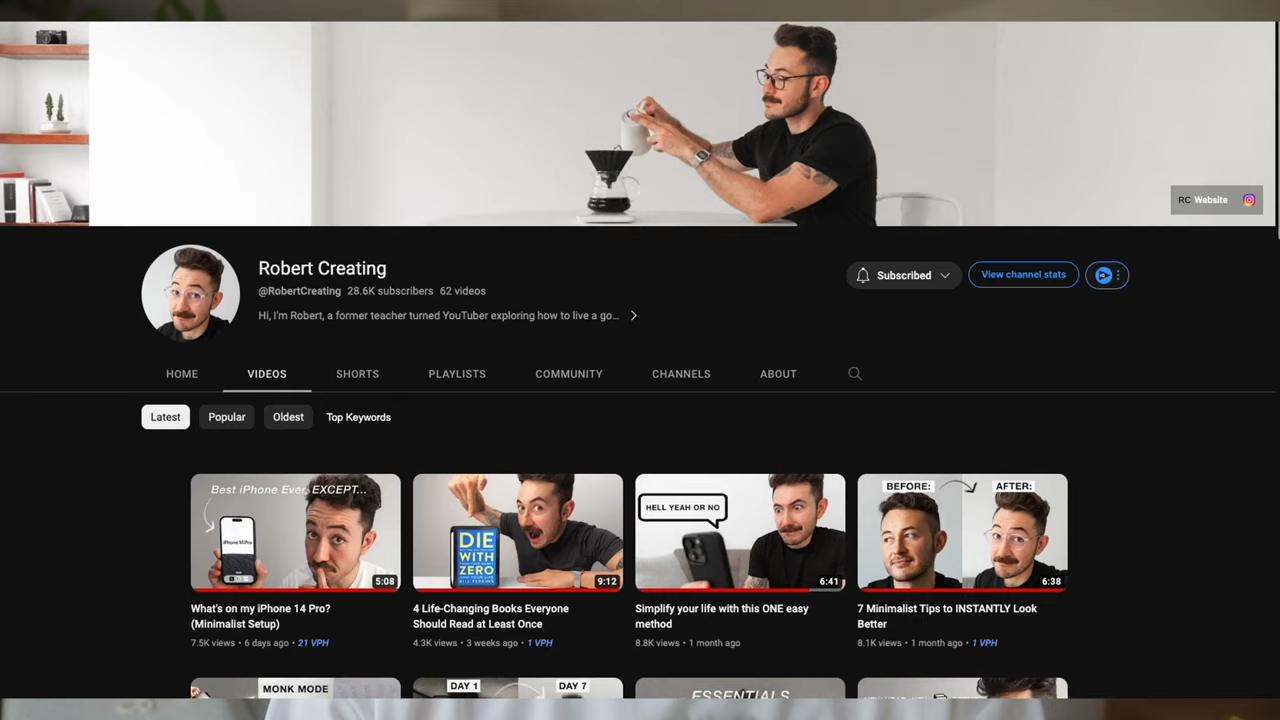 RC Website
Robert Creating
@RobertCreating 28.6K subscribers 62 videos
Hi, I'm Robert, a former teacher turned YouTuber exploring how to live a go...
Subscribed
View channel stats
HOME VIDEOS SHORTS PLAYLISTS COMMUNITY CHANNELS ABOUT
Latest Popular Oldest Top Keywords
Best iPhone Ever, EXCEPT...
iPhone 14 Pro
5:08
What's on my iPhone 14 Pro?
(Minimalist Setup)
7.5K views • 6 days ago • 21 VPH
DIE
WITH
ZERO
BILL PERKINS
9:12
4 Life-Changing Books Everyone
Should Read at Least Once
4.3K views • 3 weeks ago • 1 VPH
HELL YEAH OR NO
6:41
Simplify your life with this ONE easy
method
8.8K views • 1 month ago
BEFORE: AFTER:
6:38
7 Minimalist Tips to INSTANTLY Look
Better
8.1K views • 1 month ago • 1 VPH
MONK MODE
DAY 1 DAY 7
ESSENTIALS